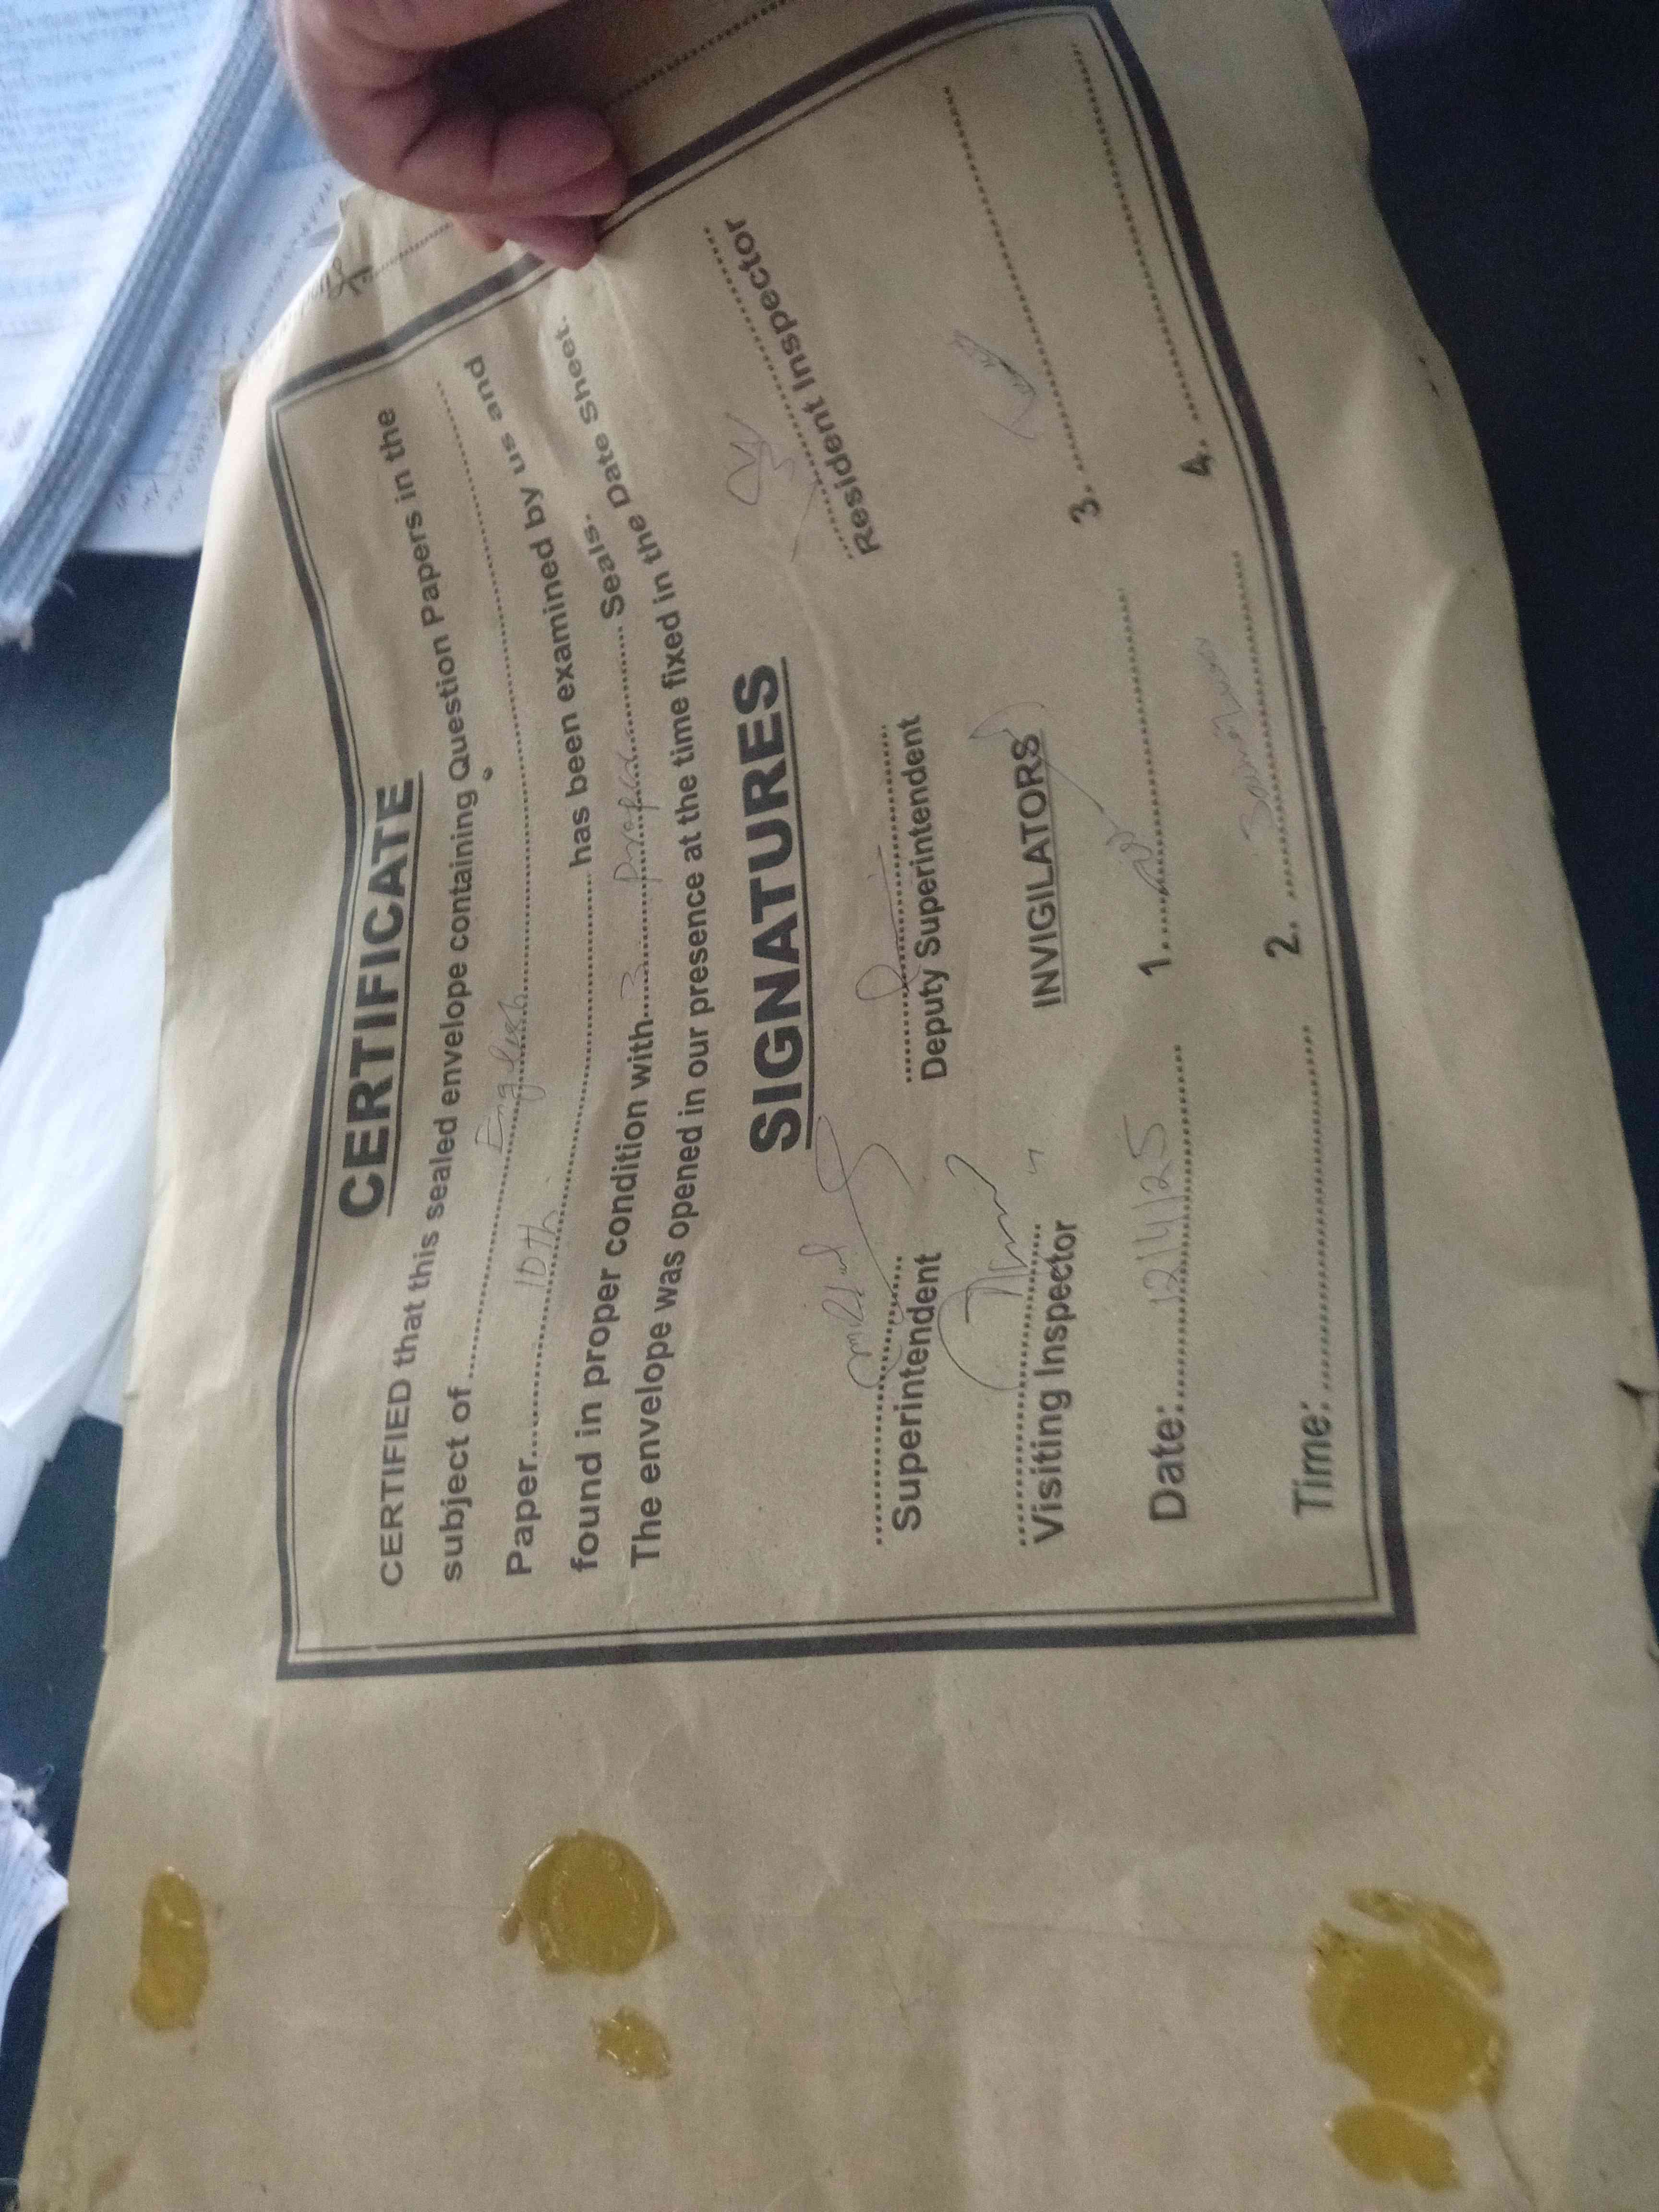 CERTIFICATE
CERTIFIED that this sealed envelope containing Question Papers in the
subject of.......... English ..........
Paper.......... 10th .......... has been examined by us and
found in proper condition with.... 3 proper .... Seals.
The envelope was opened in our presence at the time fixed in the Date Sheet.
SIGNATURES
Superintendent Deputy Superintendent Resident Inspector
Visiting Inspector INVIGILATORS
Date: 12/4/25 1. 3.
Time: 2. 4.